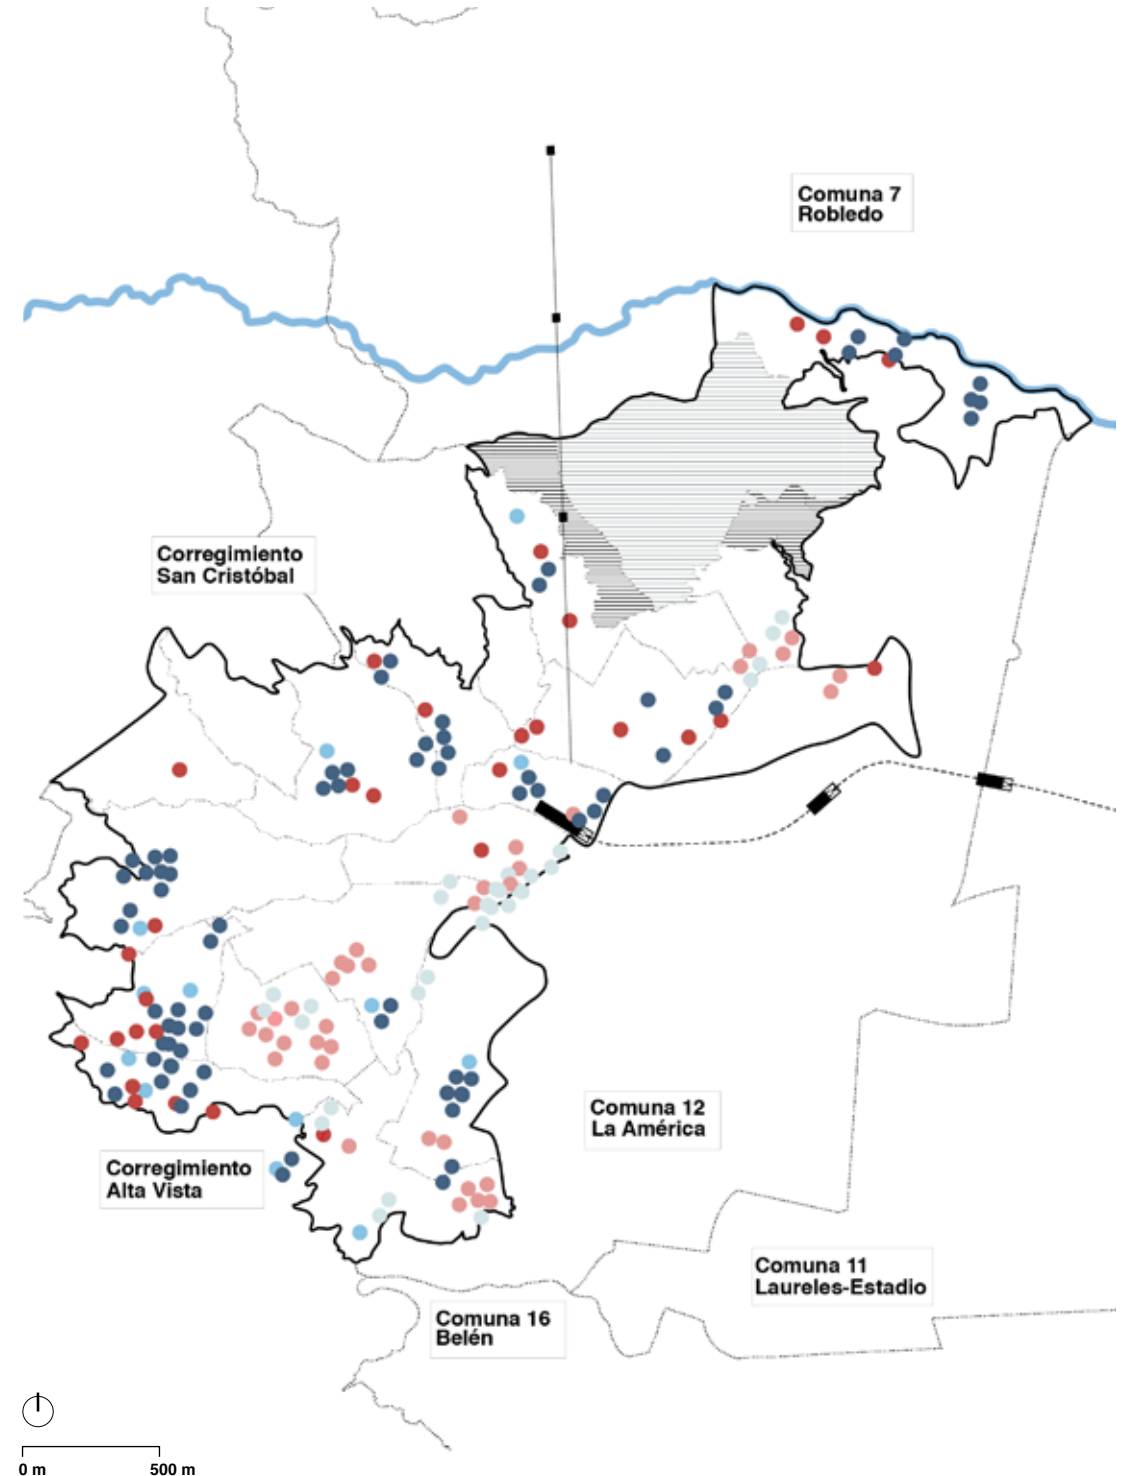 Comuna 7
Robledo
Corregimiento
San Cristóbal
Comuna 12
La América
Corregimiento
Alta Vista
Comuna 11
Laureles-Estadio
Comuna 16
Belén
0 m 500 m